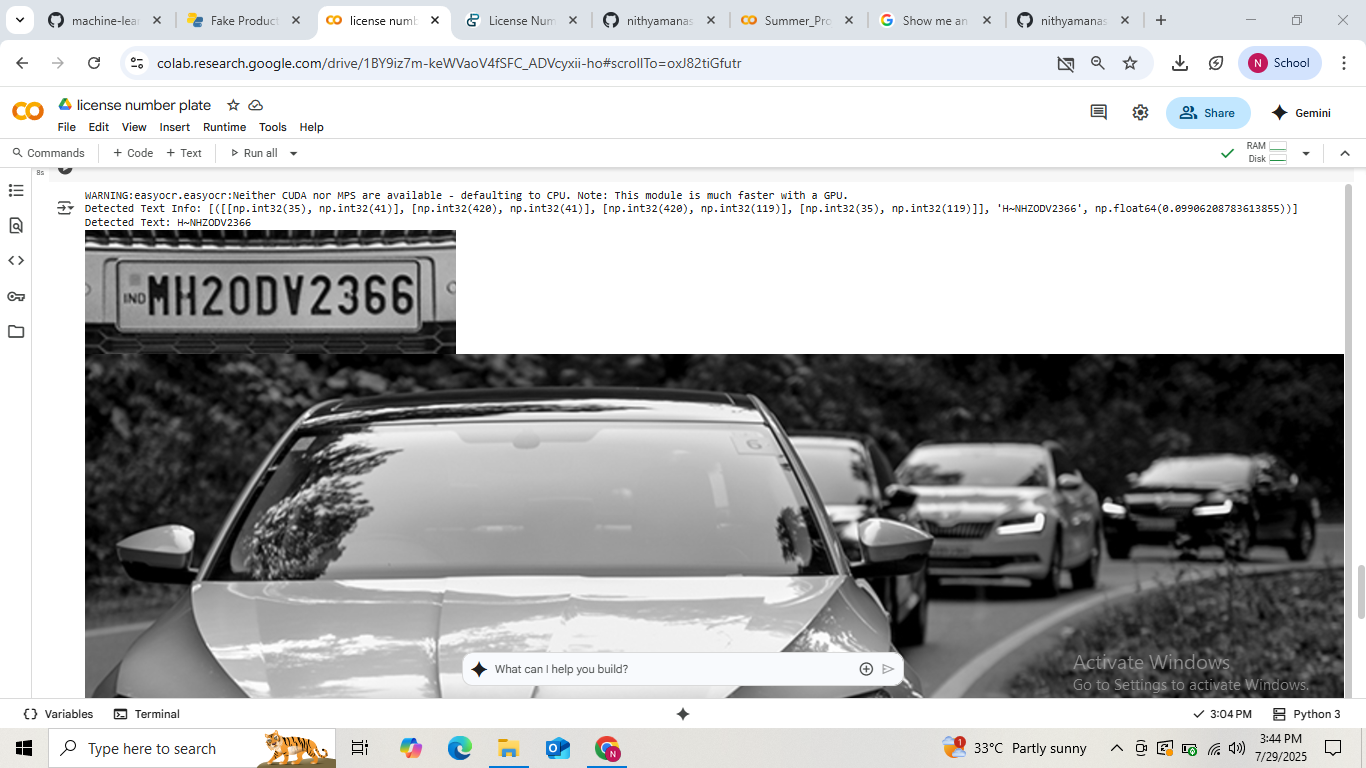 machine-lear
Fake Product
license numb
License Num
nithyamanas
Summer_Pro
Show me an
nithyamanas
colab.research.google.com/drive/1BY9iz7m-keWVaoV4fSFC_ADVcyxii-ho#scrollTo=oxJ82tiGfutr
N School
license number plate
File Edit View Insert Runtime Tools Help
Share
Gemini
Commands + Code + Text Run all
RAM
Disk
8s
WARNING:easyocr.easyocr:Neither CUDA nor MPS are available - defaulting to CPU. Note: This module is much faster with a GPU.
Detected Text Info: [([[np.int32(35), np.int32(41)], [np.int32(420), np.int32(41)], [np.int32(420), np.int32(119)], [np.int32(35), np.int32(119)]], 'H~NHZODV2366', np.float64(0.09906208783613855))]
Detected Text: H~NHZODV2366
IND MH20DV2366
What can I help you build?
Activate Windows
Go to Settings to activate Windows.
Variables Terminal
3:04 PM Python 3
Type here to search
1
33°C Partly sunny
3:44 PM
7/29/2025